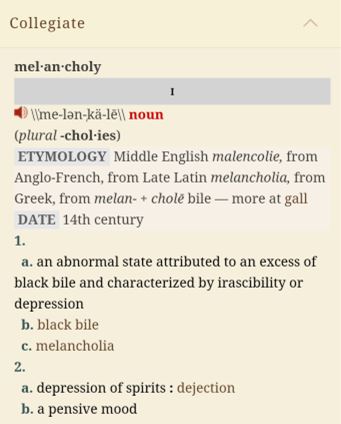 Collegiate
mel·an·choly
I
\\ˈme-lən-ˌkä-lē\\ noun
(plural -chol·ies)
ETYMOLOGY Middle English malencolie, from
Anglo-French, from Late Latin melancholia, from
Greek, from melan- + cholē bile — more at gall
DATE 14th century
1.
a. an abnormal state attributed to an excess of
black bile and characterized by irascibility or
depression
b. black bile
c. melancholia
2.
a. depression of spirits : dejection
b. a pensive mood